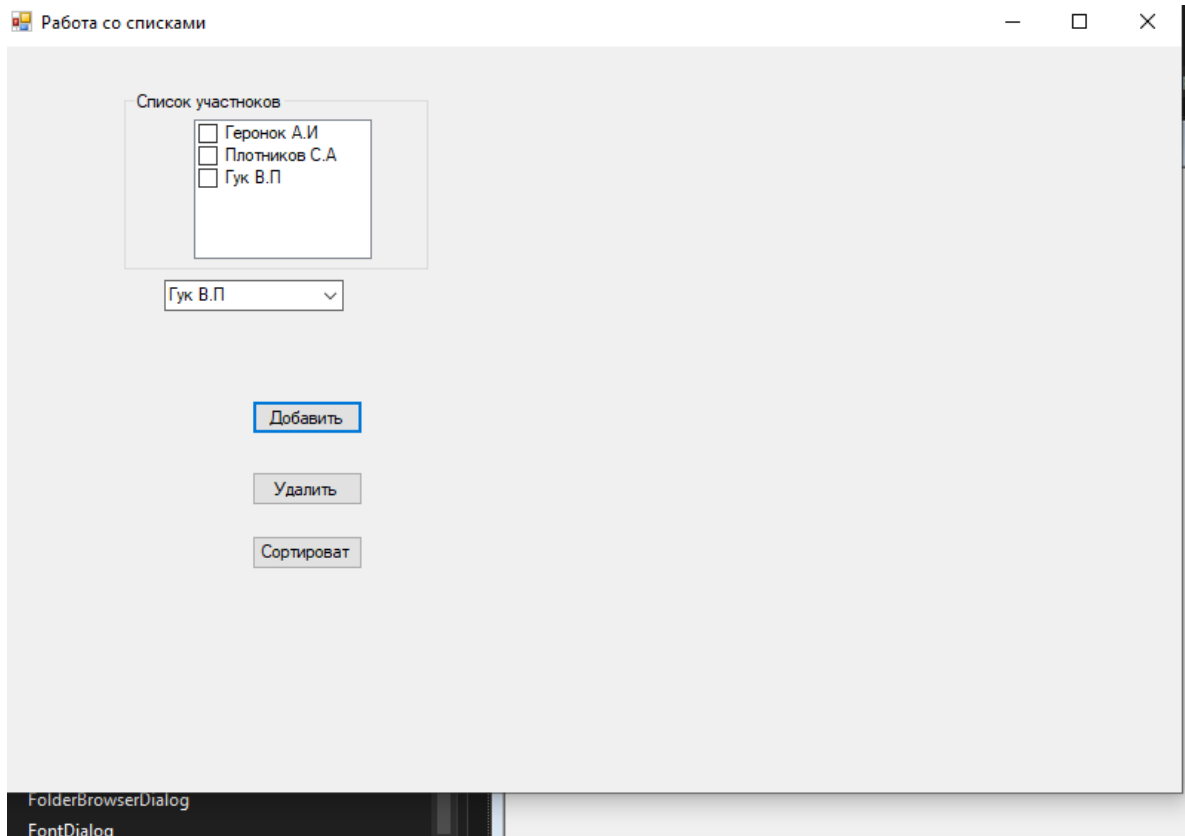 Работа со списками
Список участноков
Геронок А.И
Плотников С.А
Гук В.П
Гук В.П
Добавить
Удалить
Сортироват
FolderBrowserDialog
FontDialog